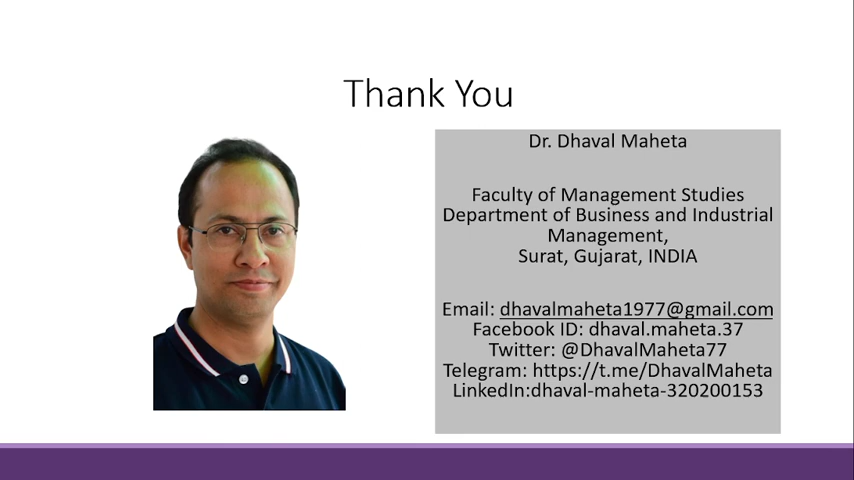 Thank You
Dr. Dhaval Maheta
Faculty of Management Studies
Department of Business and Industrial
Management,
Surat, Gujarat, INDIA
Email: dhavalmaheta1977@gmail.com
Facebook ID: dhaval.maheta.37
Twitter: @DhavalMaheta77
Telegram: https://t.me/DhavalMaheta
LinkedIn:dhaval-maheta-320200153